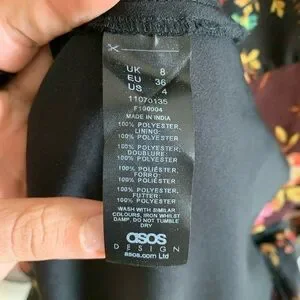 UK 8
EU 36
US 4
11070135
F190004
MADE IN INDIA
100% POLYESTER,
LINING:
100% POLYESTER
100% POLYESTER,
DOUBLURE:
100% POLYESTER
100% POLIÉSTER,
FORRO:
100% POLIÉSTER
100% POLYESTER,
FUTTER:
100% POLYESTER
WASH WITH SIMILAR
COLOURS, IRON WHILST
DAMP, DO NOT TUMBLE
DRY
asos
DESIGN
asos.com Ltd